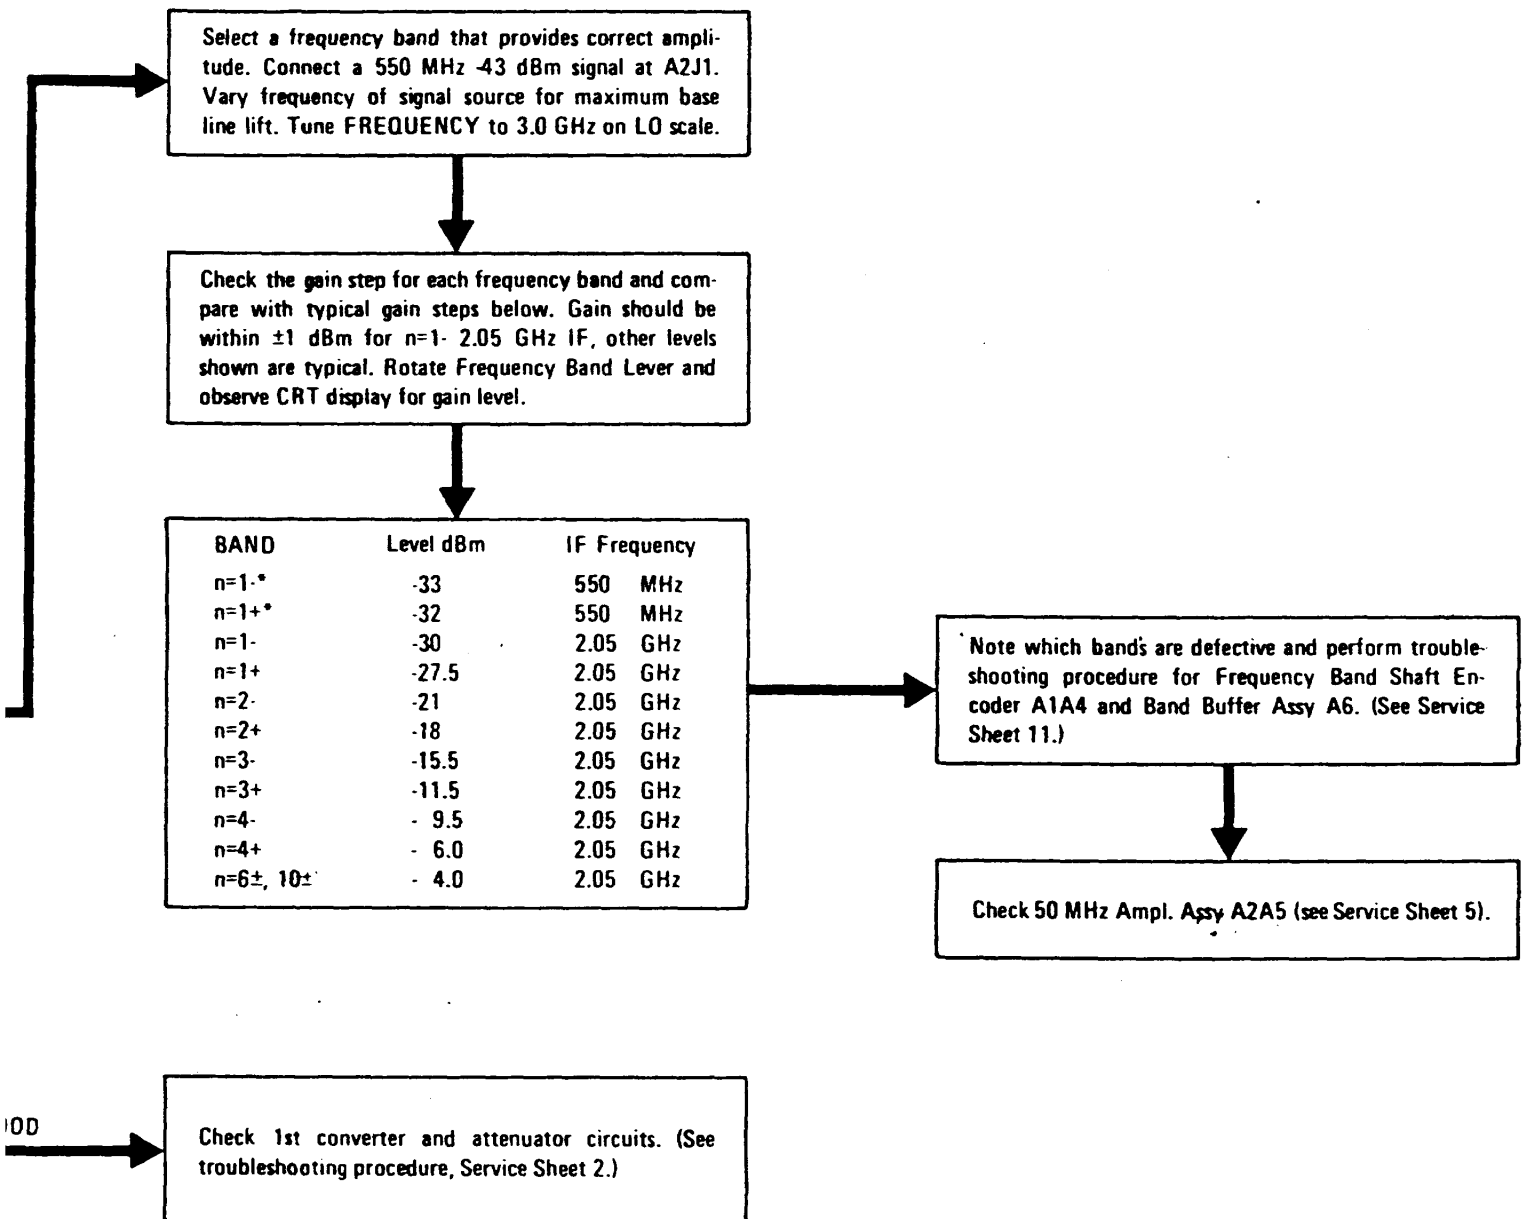 Select a frequency band that provides correct ampli-
tude. Connect a 550 MHz -43 dBm signal at A2J1.
Vary frequency of signal source for maximum base
line lift. Tune FREQUENCY to 3.0 GHz on LO scale.
Check the gain step for each frequency band and com-
pare with typical gain steps below. Gain should be
within ±1 dBm for n=1- 2.05 GHz IF, other levels
shown are typical. Rotate Frequency Band Lever and
observe CRT display for gain level.
BAND Level dBm IF Frequency
n=1-* -33 550 MHz
n=1+* -32 550 MHz
n=1- -30 2.05 GHz
n=1+ -27.5 2.05 GHz
n=2- -21 2.05 GHz
n=2+ -18 2.05 GHz
n=3- -15.5 2.05 GHz
n=3+ -11.5 2.05 GHz
n=4- - 9.5 2.05 GHz
n=4+ - 6.0 2.05 GHz
n=6±, 10± - 4.0 2.05 GHz
Note which bands are defective and perform trouble-
shooting procedure for Frequency Band Shaft En-
coder A1A4 and Band Buffer Assy A6. (See Service
Sheet 11.)
Check 50 MHz Ampl. Assy A2A5 (see Service Sheet 5).
OD
Check 1st converter and attenuator circuits. (See
troubleshooting procedure, Service Sheet 2.)